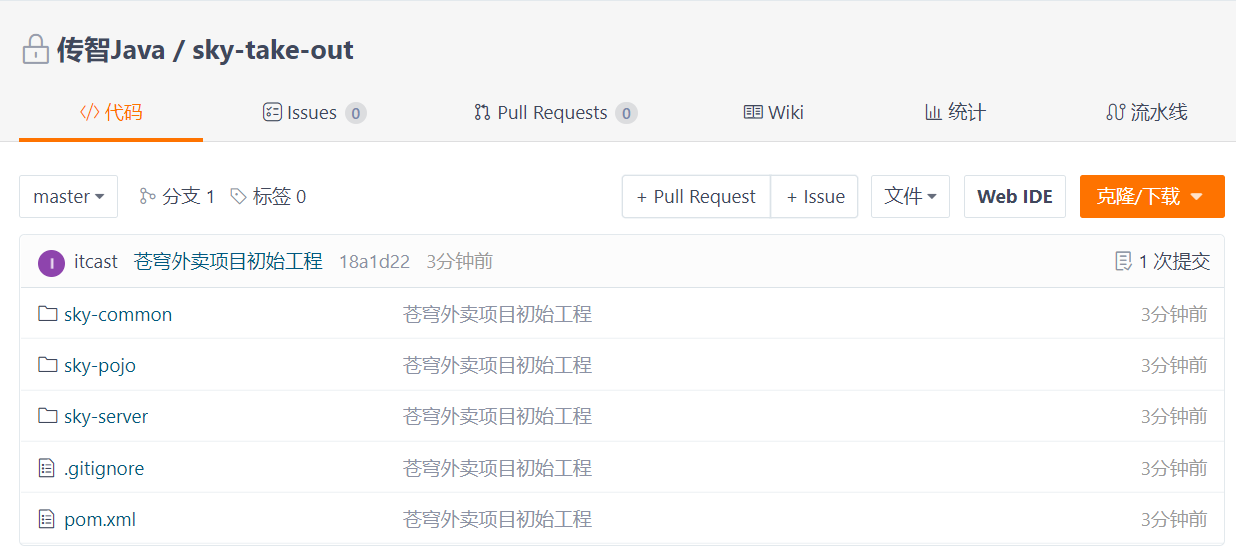 传智Java / sky-take-out
代码 Issues 0 Pull Requests 0 Wiki 统计 流水线
master 分支 1 标签 0 + Pull Request + Issue 文件 Web IDE 克隆/下载
I itcast 苍穹外卖项目初始工程 18a1d22 3分钟前 1 次提交
sky-common 苍穹外卖项目初始工程 3分钟前
sky-pojo 苍穹外卖项目初始工程 3分钟前
sky-server 苍穹外卖项目初始工程 3分钟前
.gitignore 苍穹外卖项目初始工程 3分钟前
pom.xml 苍穹外卖项目初始工程 3分钟前